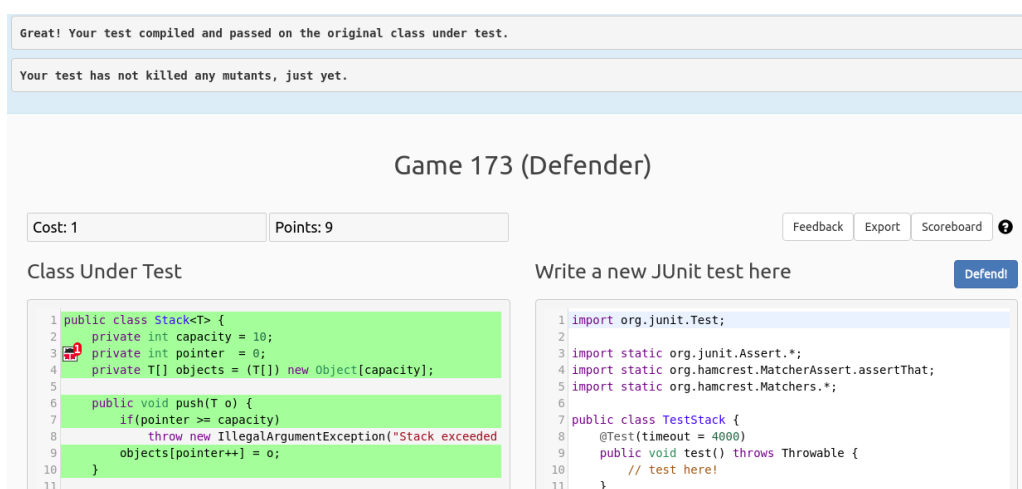 Great! Your test compiled and passed on the original class under test.
Your test has not killed any mutants, just yet.
Game 173 (Defender)
Cost: 1
Points: 9
Feedback
Export
Scoreboard
?
Class Under Test
1 public class Stack<T> {
2     private int capacity = 10;
3     private int pointer  = 0;
1
4     private T[] objects = (T[]) new Object[capacity];
5
6     public void push(T o) {
7         if(pointer >= capacity)
8             throw new IllegalArgumentException("Stack exceeded
9         objects[pointer++] = o;
10     }
11
Write a new JUnit test here
Defend!
1 import org.junit.Test;
2
3 import static org.junit.Assert.*;
4 import static org.hamcrest.MatcherAssert.assertThat;
5 import static org.hamcrest.Matchers.*;
6
7 public class TestStack {
8     @Test(timeout = 4000)
9     public void test() throws Throwable {
10         // test here!
11     }